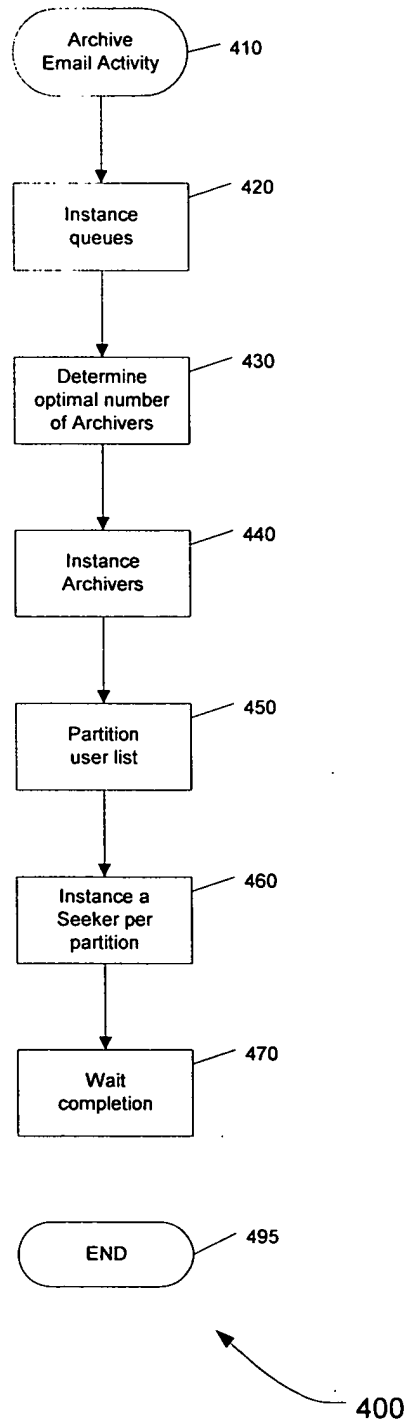 Archive
Email Activity
410
420
Instance
queues
430
Determine
optimal number
of Archivers
440
Instance
Archivers
450
Partition
user list
460
Instance a
Seeker per
partition
470
Wait
completion
495
END
400